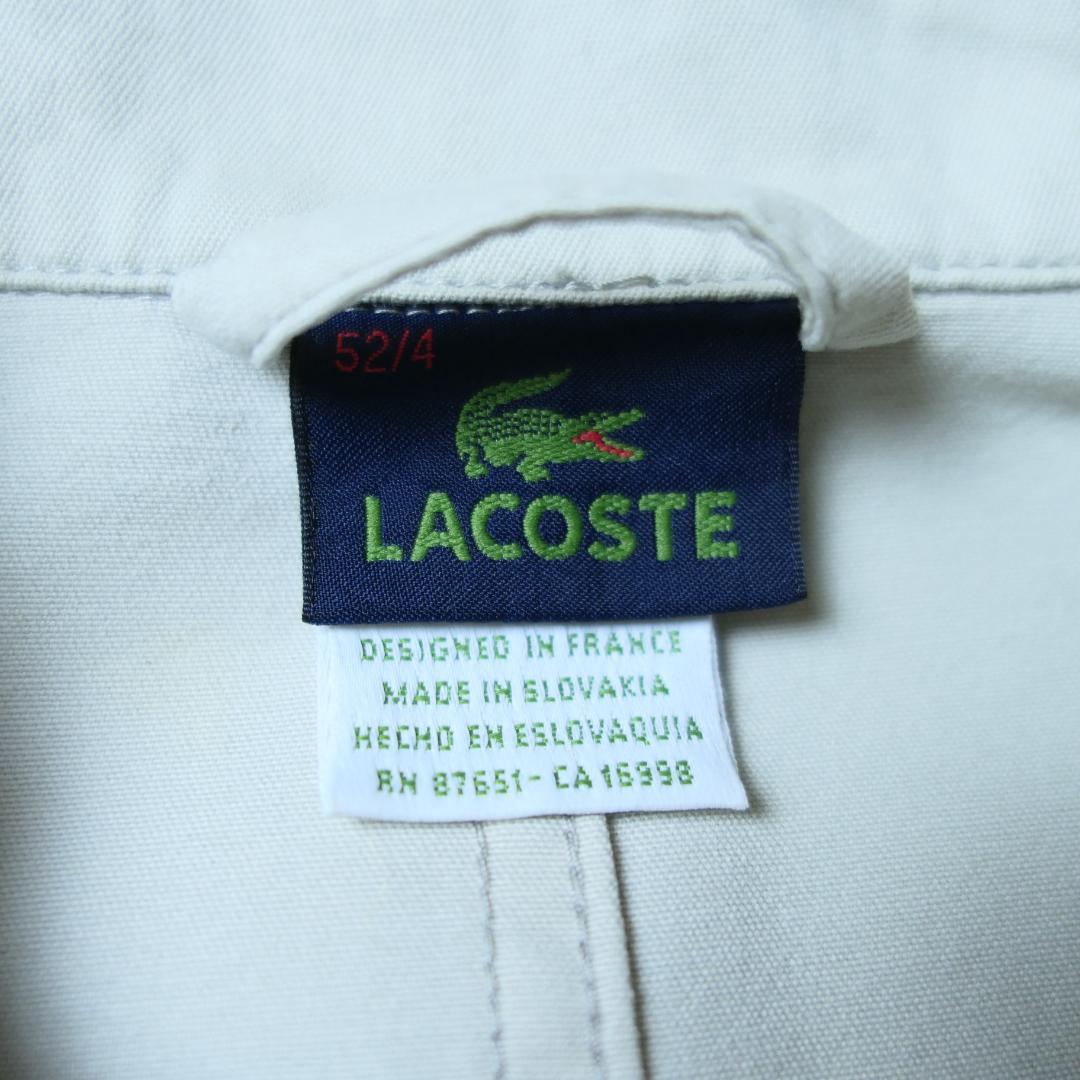 52/4
LACOSTE
DESIGNED IN FRANCE
MADE IN SLOVAKIA
HECHO EN ESLOVAQUIA
RN 87651 - CA 16998